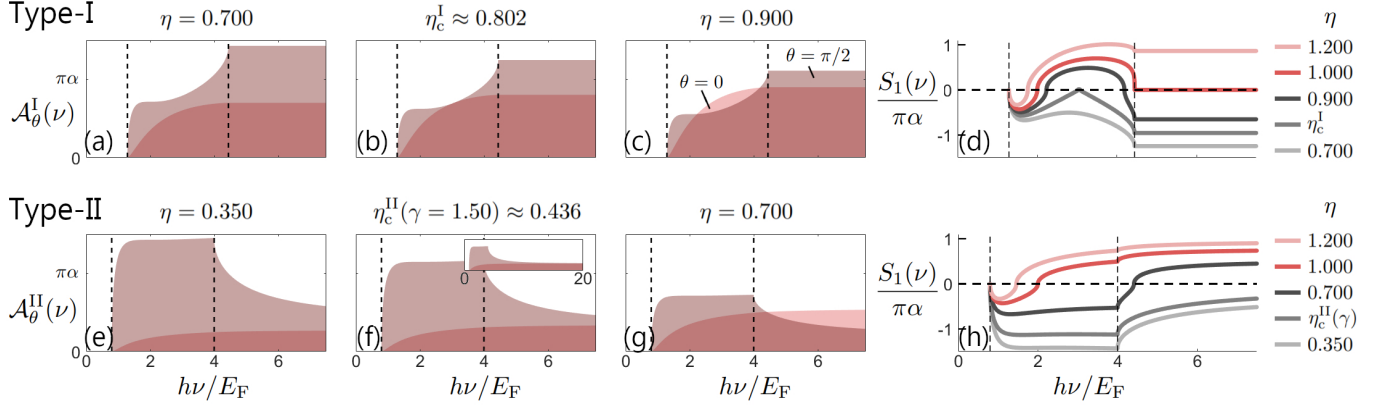 Type-I
η = 0.700
η_c^I ≈ 0.802
η = 0.900
πα
0
A_θ^I(ν)
(a)
(b)
(c)
θ=0
θ=π/2
S₁(ν)/πα
1
0
-1
(d)
η
1.200
1.000
0.900
η_c^I
0.700
Type-II
η = 0.350
η_c^II(γ = 1.50) ≈ 0.436
η = 0.700
πα
0
A_θ^II(ν)
(e)
(f)
0
20
(g)
S₁(ν)/πα
1
0
-1
(h)
η
1.200
1.000
0.700
η_c^II(γ)
0.350
0 2 4 6
0 2 4 6
0 2 4 6
0 2 4 6
hν/E_F
hν/E_F
hν/E_F
hν/E_F